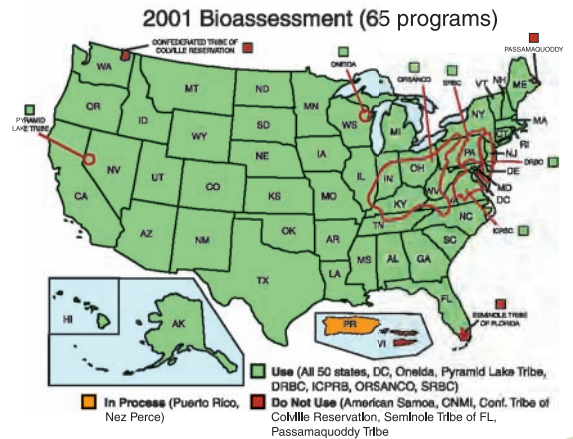 2001 Bioassessment (65 programs)
CONFEDERATED TRIBE OF
COLVILLE RESERVATION
PASSAMAQUODDY
ONEIDA
ORSANCO
SRBC
PYRAMID
LAKE TRIBE
WA
MT
ND
MN
WS
MI
NY
VT
NH
ME
MA
RI
CT
OR
ID
WY
SD
IA
IL
IN
OH
PA
NJ
DRBC
DE
MD
DC
NV
UT
CO
NE
KS
MO
KY
WV
VA
ICPRB
CA
AZ
NM
OK
AR
TN
NC
SC
TX
LA
MS
AL
GA
FL
SEMINOLE TRIBE
OF FLORIDA
HI
AK
PR
VI
Use (All 50 states, DC, Oneida, Pyramid Lake Tribe,
DRBC, ICPRB, ORSANCO, SRBC)
In Process (Puerto Rico,
Nez Perce)
Do Not Use (American Samoa, CNMI, Conf. Tribe of
Colville Reservation, Seminole Tribe of FL,
Passamaquoddy Tribe